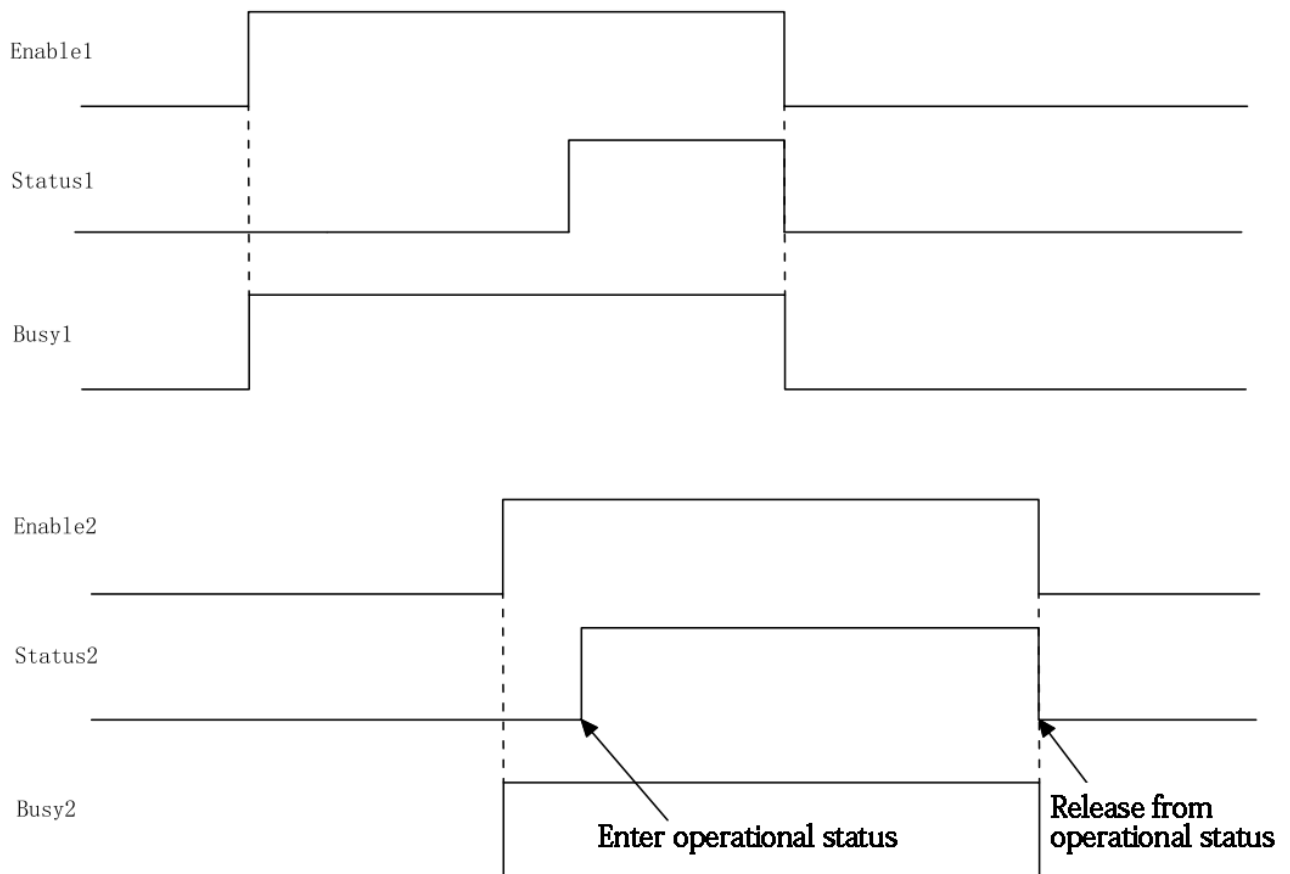 Enable1
Status1
Busy1
Enable2
Status2
Busy2
Enter operational status
Release from
operational status